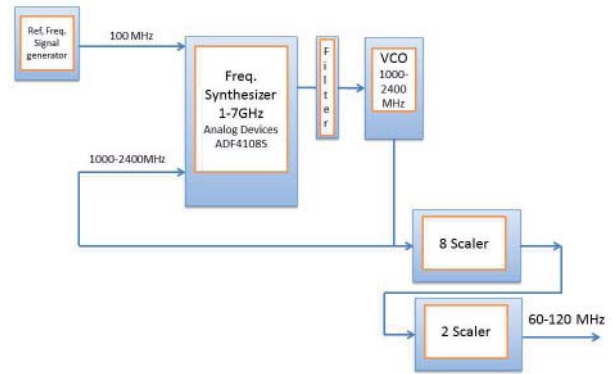 Ref, Freq.
Signal
generator
100 MHz
Freq.
Synthesizer
1-7GHz
Analog Devices
ADF4108S
Filter
VCO
1000-
2400
MHz
1000-2400MHz
8 Scaler
2 Scaler
60-120 MHz